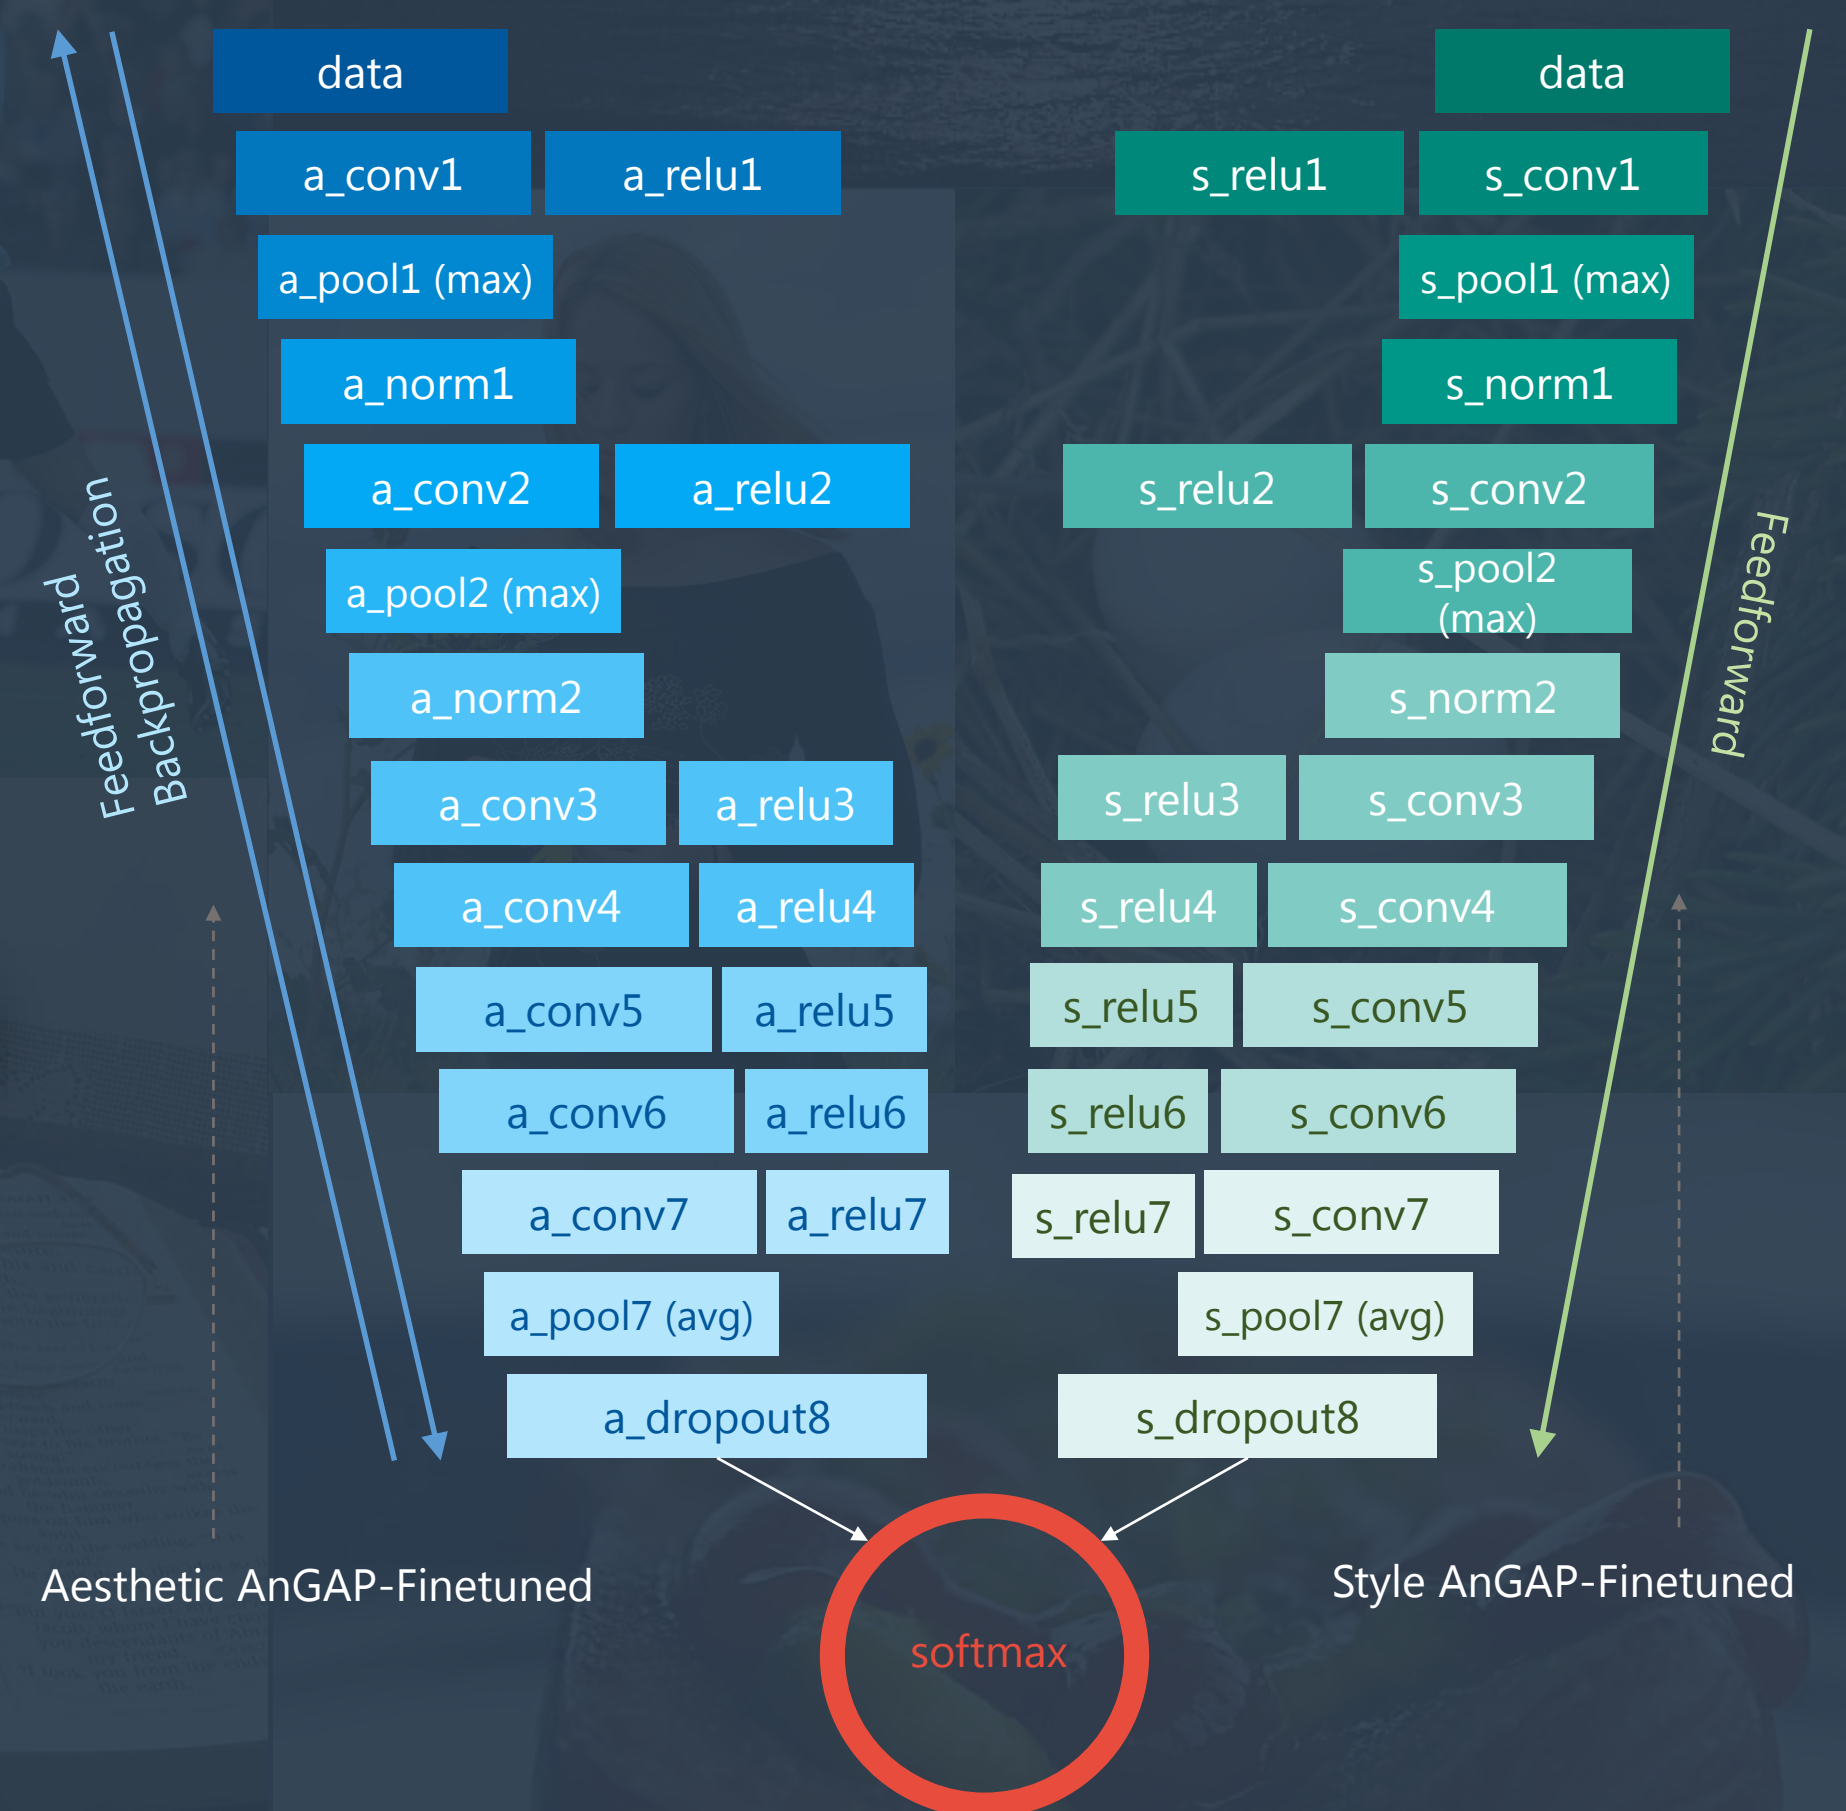 data
data
a_conv1
a_relu1
s_relu1
s_conv1
a_pool1 (max)
s_pool1 (max)
a_norm1
s_norm1
a_conv2
a_relu2
s_relu2
s_conv2
a_pool2 (max)
s_pool2
(max)
a_norm2
s_norm2
Feedforward
Backpropagation
Feedforward
a_conv3
a_relu3
s_relu3
s_conv3
a_conv4
a_relu4
s_relu4
s_conv4
a_conv5
a_relu5
s_relu5
s_conv5
a_conv6
a_relu6
s_relu6
s_conv6
a_conv7
a_relu7
s_relu7
s_conv7
a_pool7 (avg)
s_pool7 (avg)
a_dropout8
s_dropout8
Aesthetic AnGAP-Finetuned
Style AnGAP-Finetuned
softmax